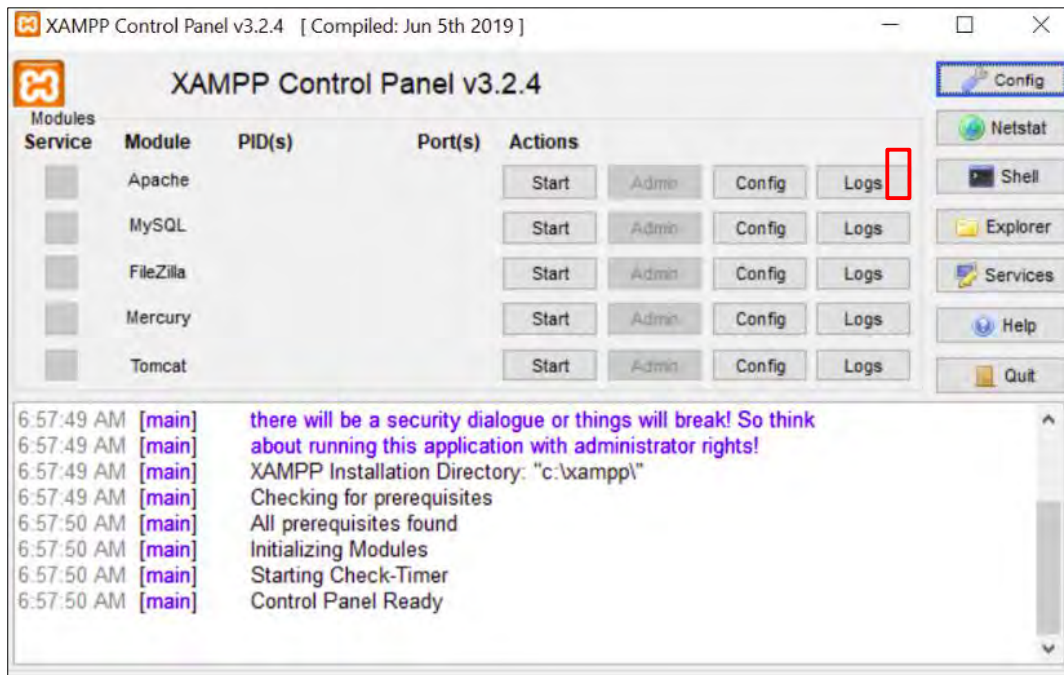 XAMPP Control Panel v3.2.4 [ Compiled: Jun 5th 2019 ]
XAMPP Control Panel v3.2.4
Config
Netstat
Shell
Explorer
Services
Help
Quit
Modules
Service Module PID(s) Port(s) Actions
Apache Start Admin Config Logs
MySQL Start Admin Config Logs
FileZilla Start Admin Config Logs
Mercury Start Admin Config Logs
Tomcat Start Admin Config Logs
6:57:49 AM [main] there will be a security dialogue or things will break! So think
6:57:49 AM [main] about running this application with administrator rights!
6:57:49 AM [main] XAMPP Installation Directory: "c:\xampp\"
6:57:49 AM [main] Checking for prerequisites
6:57:50 AM [main] All prerequisites found
6:57:50 AM [main] Initializing Modules
6:57:50 AM [main] Starting Check-Timer
6:57:50 AM [main] Control Panel Ready